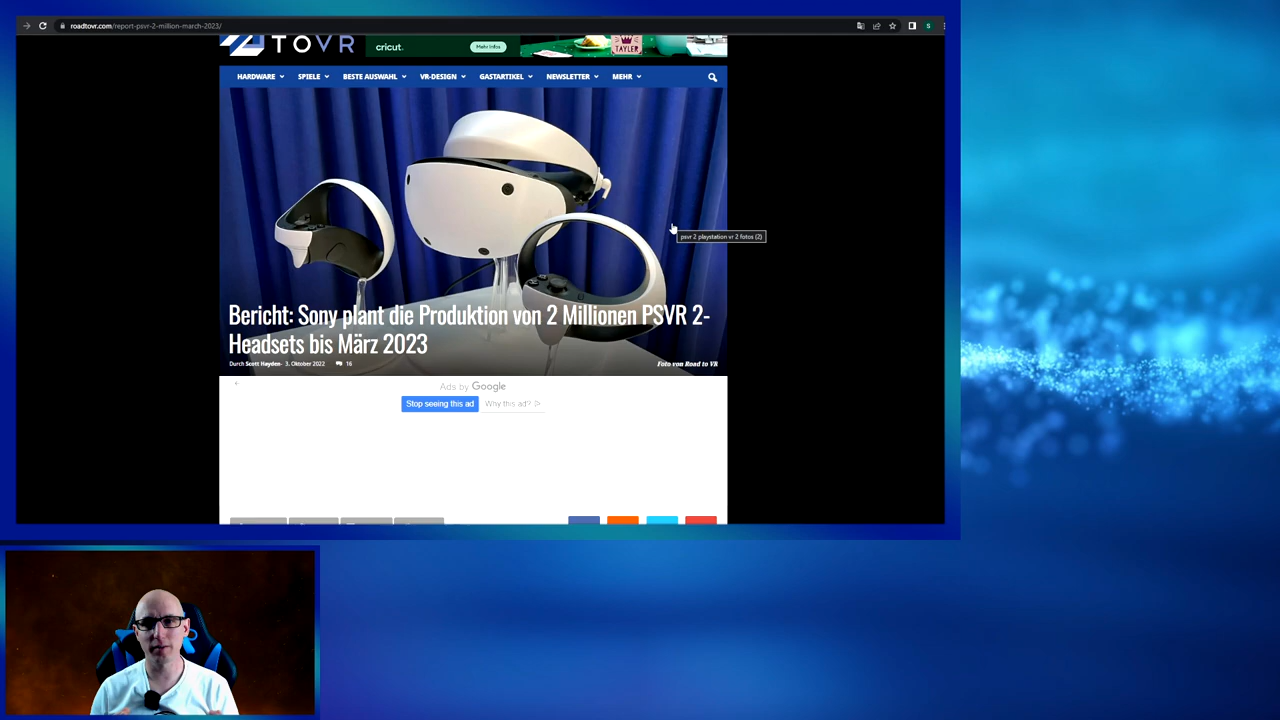 roadtovr.com/report-psvr-2-million-march-2023/
S
TOVR
cricut.
Mehr Infos
TAYLER
HARDWARE
SPIELE
BESTE AUSWAHL
VR-DESIGN
GASTARTIKEL
NEWSLETTER
MEHR
psvr 2 playstation vr 2 fotos (2)
Bericht: Sony plant die Produktion von 2 Millionen PSVR 2-
Headsets bis März 2023
Durch Scott Hayden - 3. Oktober 2022
16
Foto von Road to VR
Ads by Google
Stop seeing this ad
Why this ad?